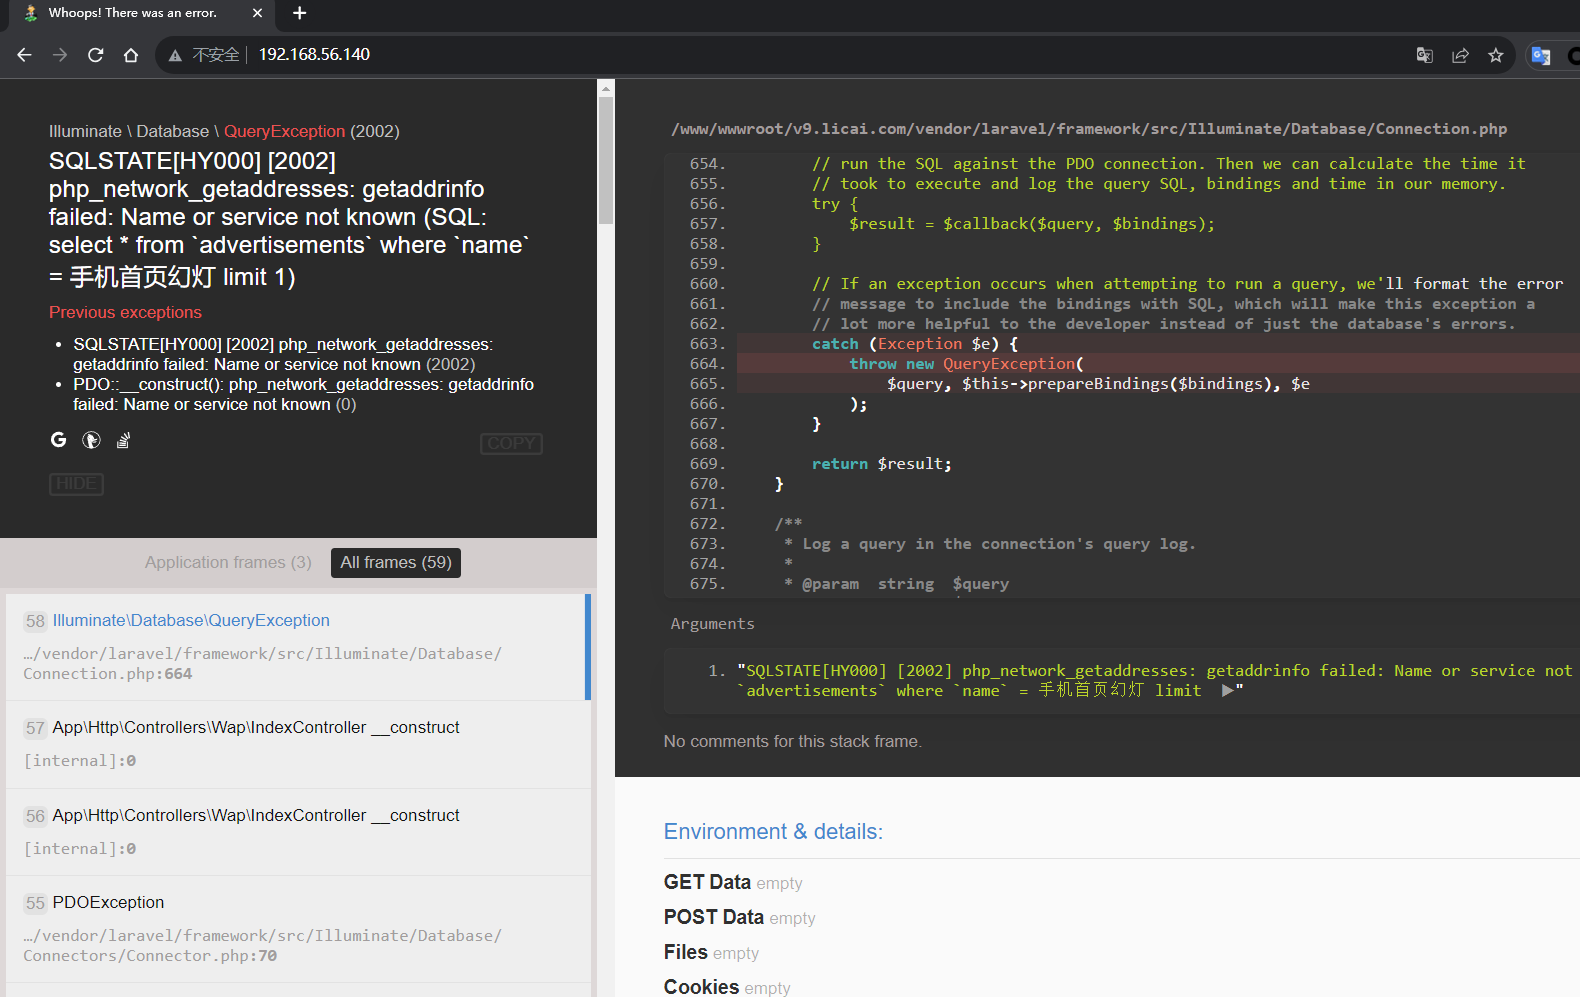 Whoops! There was an error.
不安全
192.168.56.140
Illuminate \ Database \ QueryException (2002)
SQLSTATE[HY000] [2002]
php_network_getaddresses: getaddrinfo
failed: Name or service not known (SQL:
select * from `advertisements` where `name`
= 手机首页幻灯 limit 1)
Previous exceptions
• SQLSTATE[HY000] [2002] php_network_getaddresses:
getaddrinfo failed: Name or service not known (2002)
• PDO::__construct(): php_network_getaddresses: getaddrinfo
failed: Name or service not known (0)
COPY
HIDE
Application frames (3)
All frames (59)
58 Illuminate\Database\QueryException
…/vendor/laravel/framework/src/Illuminate/Database/
Connection.php:664
57 App\Http\Controllers\Wap\IndexController __construct
[internal]:0
56 App\Http\Controllers\Wap\IndexController __construct
[internal]:0
55 PDOException
…/vendor/laravel/framework/src/Illuminate/Database/
Connectors/Connector.php:70
/www/wwwroot/v9.licai.com/vendor/laravel/framework/src/Illuminate/Database/Connection.php
654. // run the SQL against the PDO connection. Then we can calculate the time it
655. // took to execute and log the query SQL, bindings and time in our memory.
656. try {
657. $result = $callback($query, $bindings);
658. }
659.
660. // If an exception occurs when attempting to run a query, we'll format the error
661. // message to include the bindings with SQL, which will make this exception a
662. // lot more helpful to the developer instead of just the database's errors.
663. catch (Exception $e) {
664. throw new QueryException(
665. $query, $this->prepareBindings($bindings), $e
666. );
667. }
668.
669. return $result;
670. }
671.
672. /**
673. * Log a query in the connection's query log.
674. *
675. * @param string $query
Arguments
1. "SQLSTATE[HY000] [2002] php_network_getaddresses: getaddrinfo failed: Name or service not
`advertisements` where `name` = 手机首页幻灯 limit ▶"
No comments for this stack frame.
Environment & details:
GET Data empty
POST Data empty
Files empty
Cookies empty